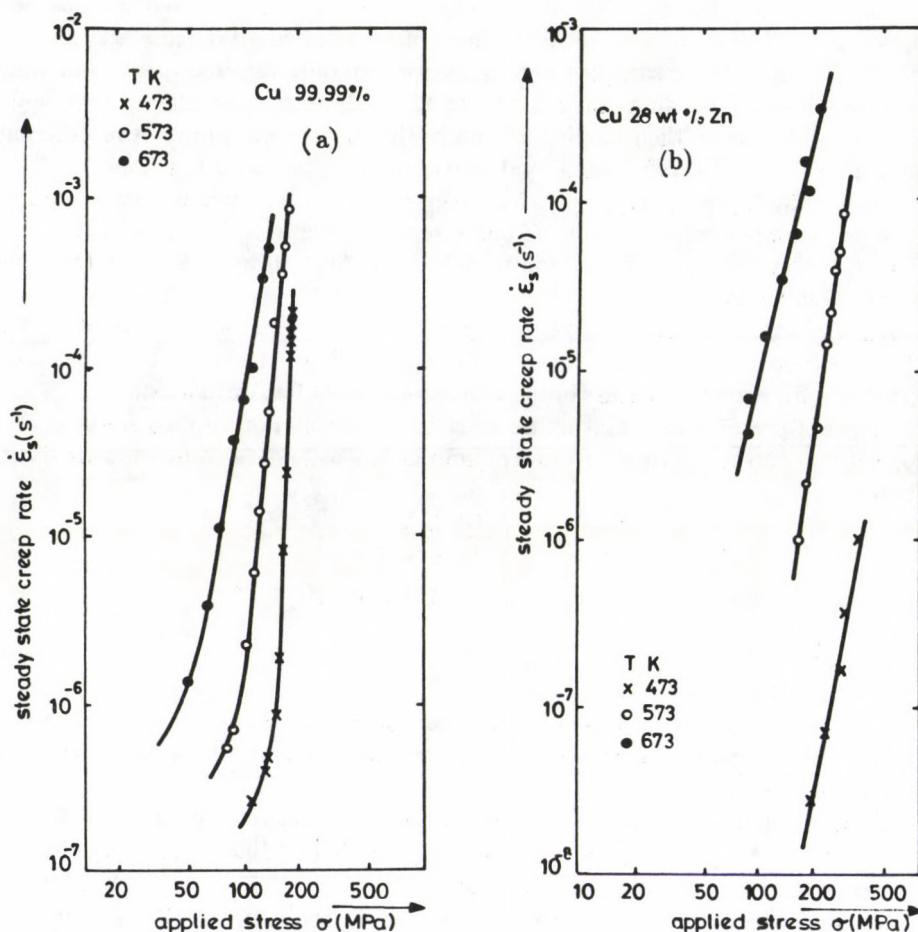 10⁻²
T K
× 473
o 573
● 673
Cu 99.99%
(a)
10⁻³
10⁻⁴
10⁻⁵
10⁻⁶
10⁻⁷
steady state creep rate ε̇s(s⁻¹)
20 50 100 200 500
applied stress σ(MPa)
10⁻³
Cu 28 wt % Zn
(b)
10⁻⁴
10⁻⁵
10⁻⁶
10⁻⁷
10⁻⁸
T K
× 473
o 573
● 673
steady state creep rate ε̇s(s⁻¹)
10 20 50 100 200 500
applied stress σ(MPa)